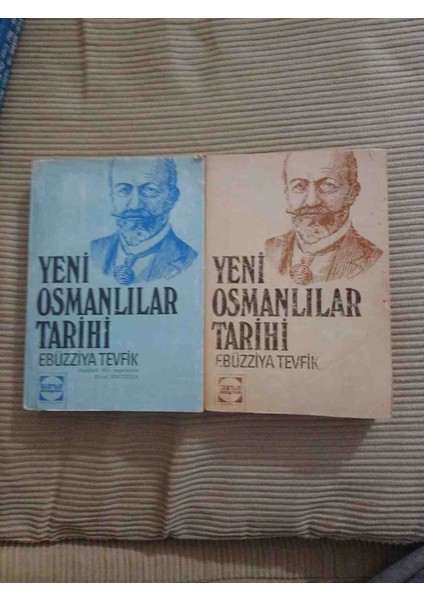 YENİ
OSMANLILAR
TARİHİ
EBÜZZİYA TEVFİK
YENİ
OSMANLILAR
TARİHİ
EBÜZZİYA TEVFİK